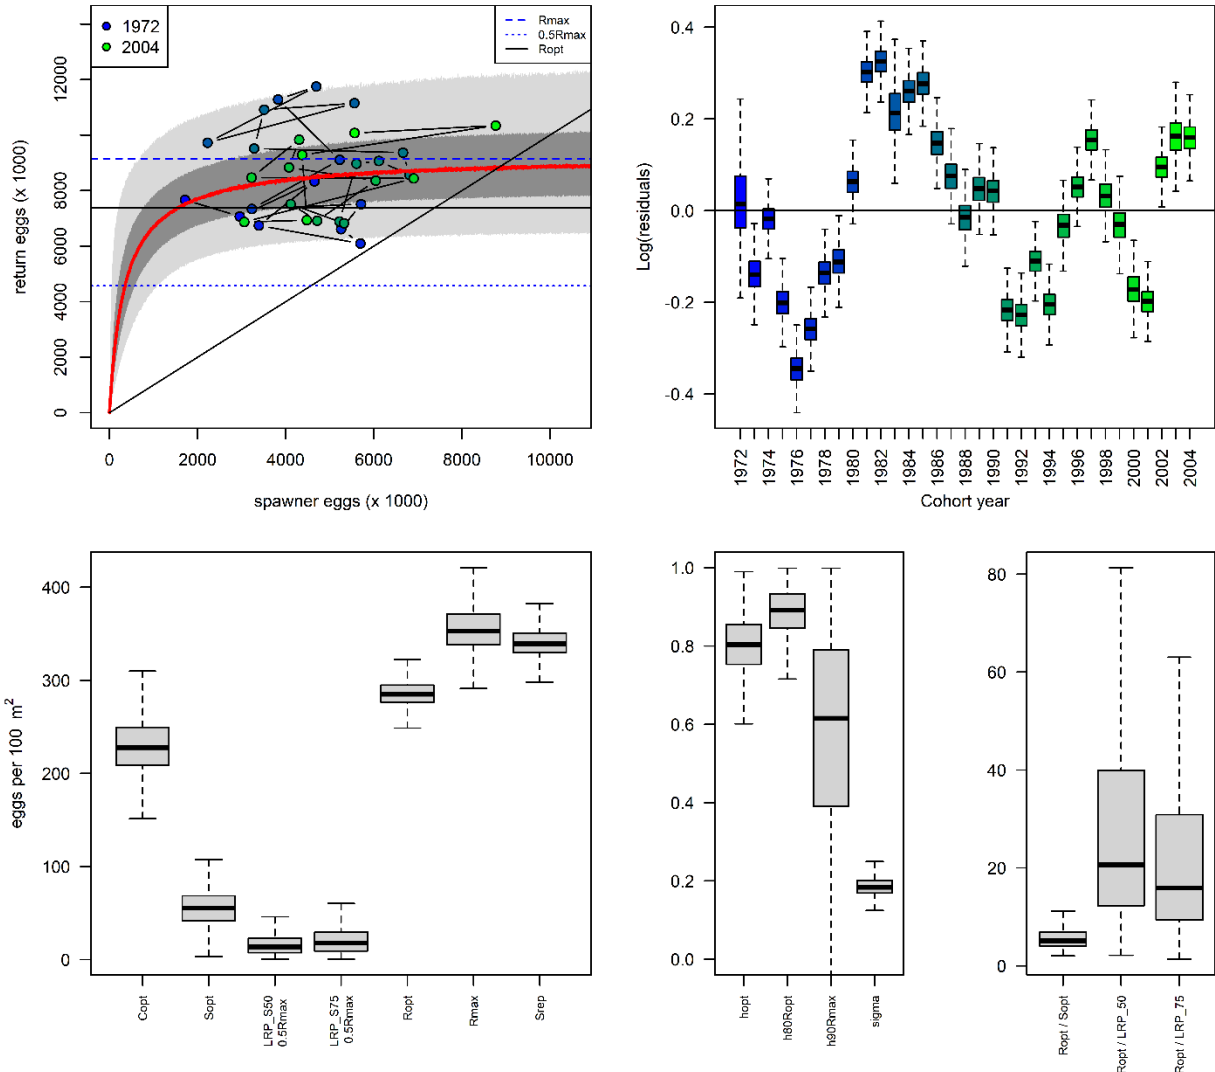 1972
2004
Rmax
0.5Rmax
Ropt
return eggs (x 1000)
0
2000
4000
6000
8000
10000
12000
0
2000
4000
6000
8000
10000
spawner eggs (x 1000)
Log(residuals)
0.4
0.2
0.0
-0.2
-0.4
1972
1974
1976
1978
1980
1982
1984
1986
1988
1990
1992
1994
1996
1998
2000
2002
2004
Cohort year
eggs per 100 m²
400
300
200
100
0
Copt
Sopt
LRP_S50
0.5Rmax
LRP_S75
0.5Rmax
Ropt
Rmax
Srep
1.0
0.8
0.6
0.4
0.2
0.0
hopt
h80Ropt
h90Rmax
sigma
80
60
40
20
0
Ropt / Sopt
Ropt / LRP_50
Ropt / LRP_75